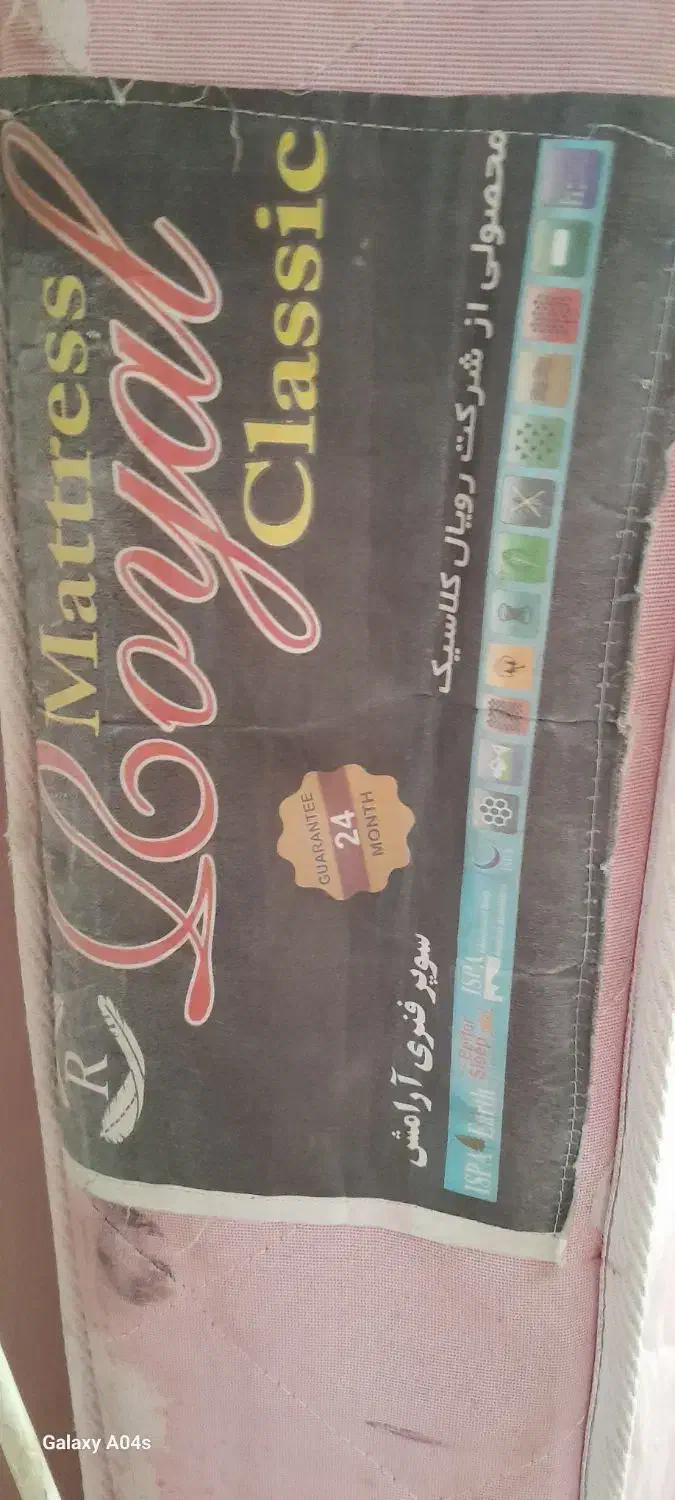 Mattress
Royal
Classic
R
GUARANTEE
24
MONTH
محصولی از شرکت رویال کلاسیک
سوپر فنری آرامش
ISPA Earth
Better Sleep
ISPA
Galaxy A04s